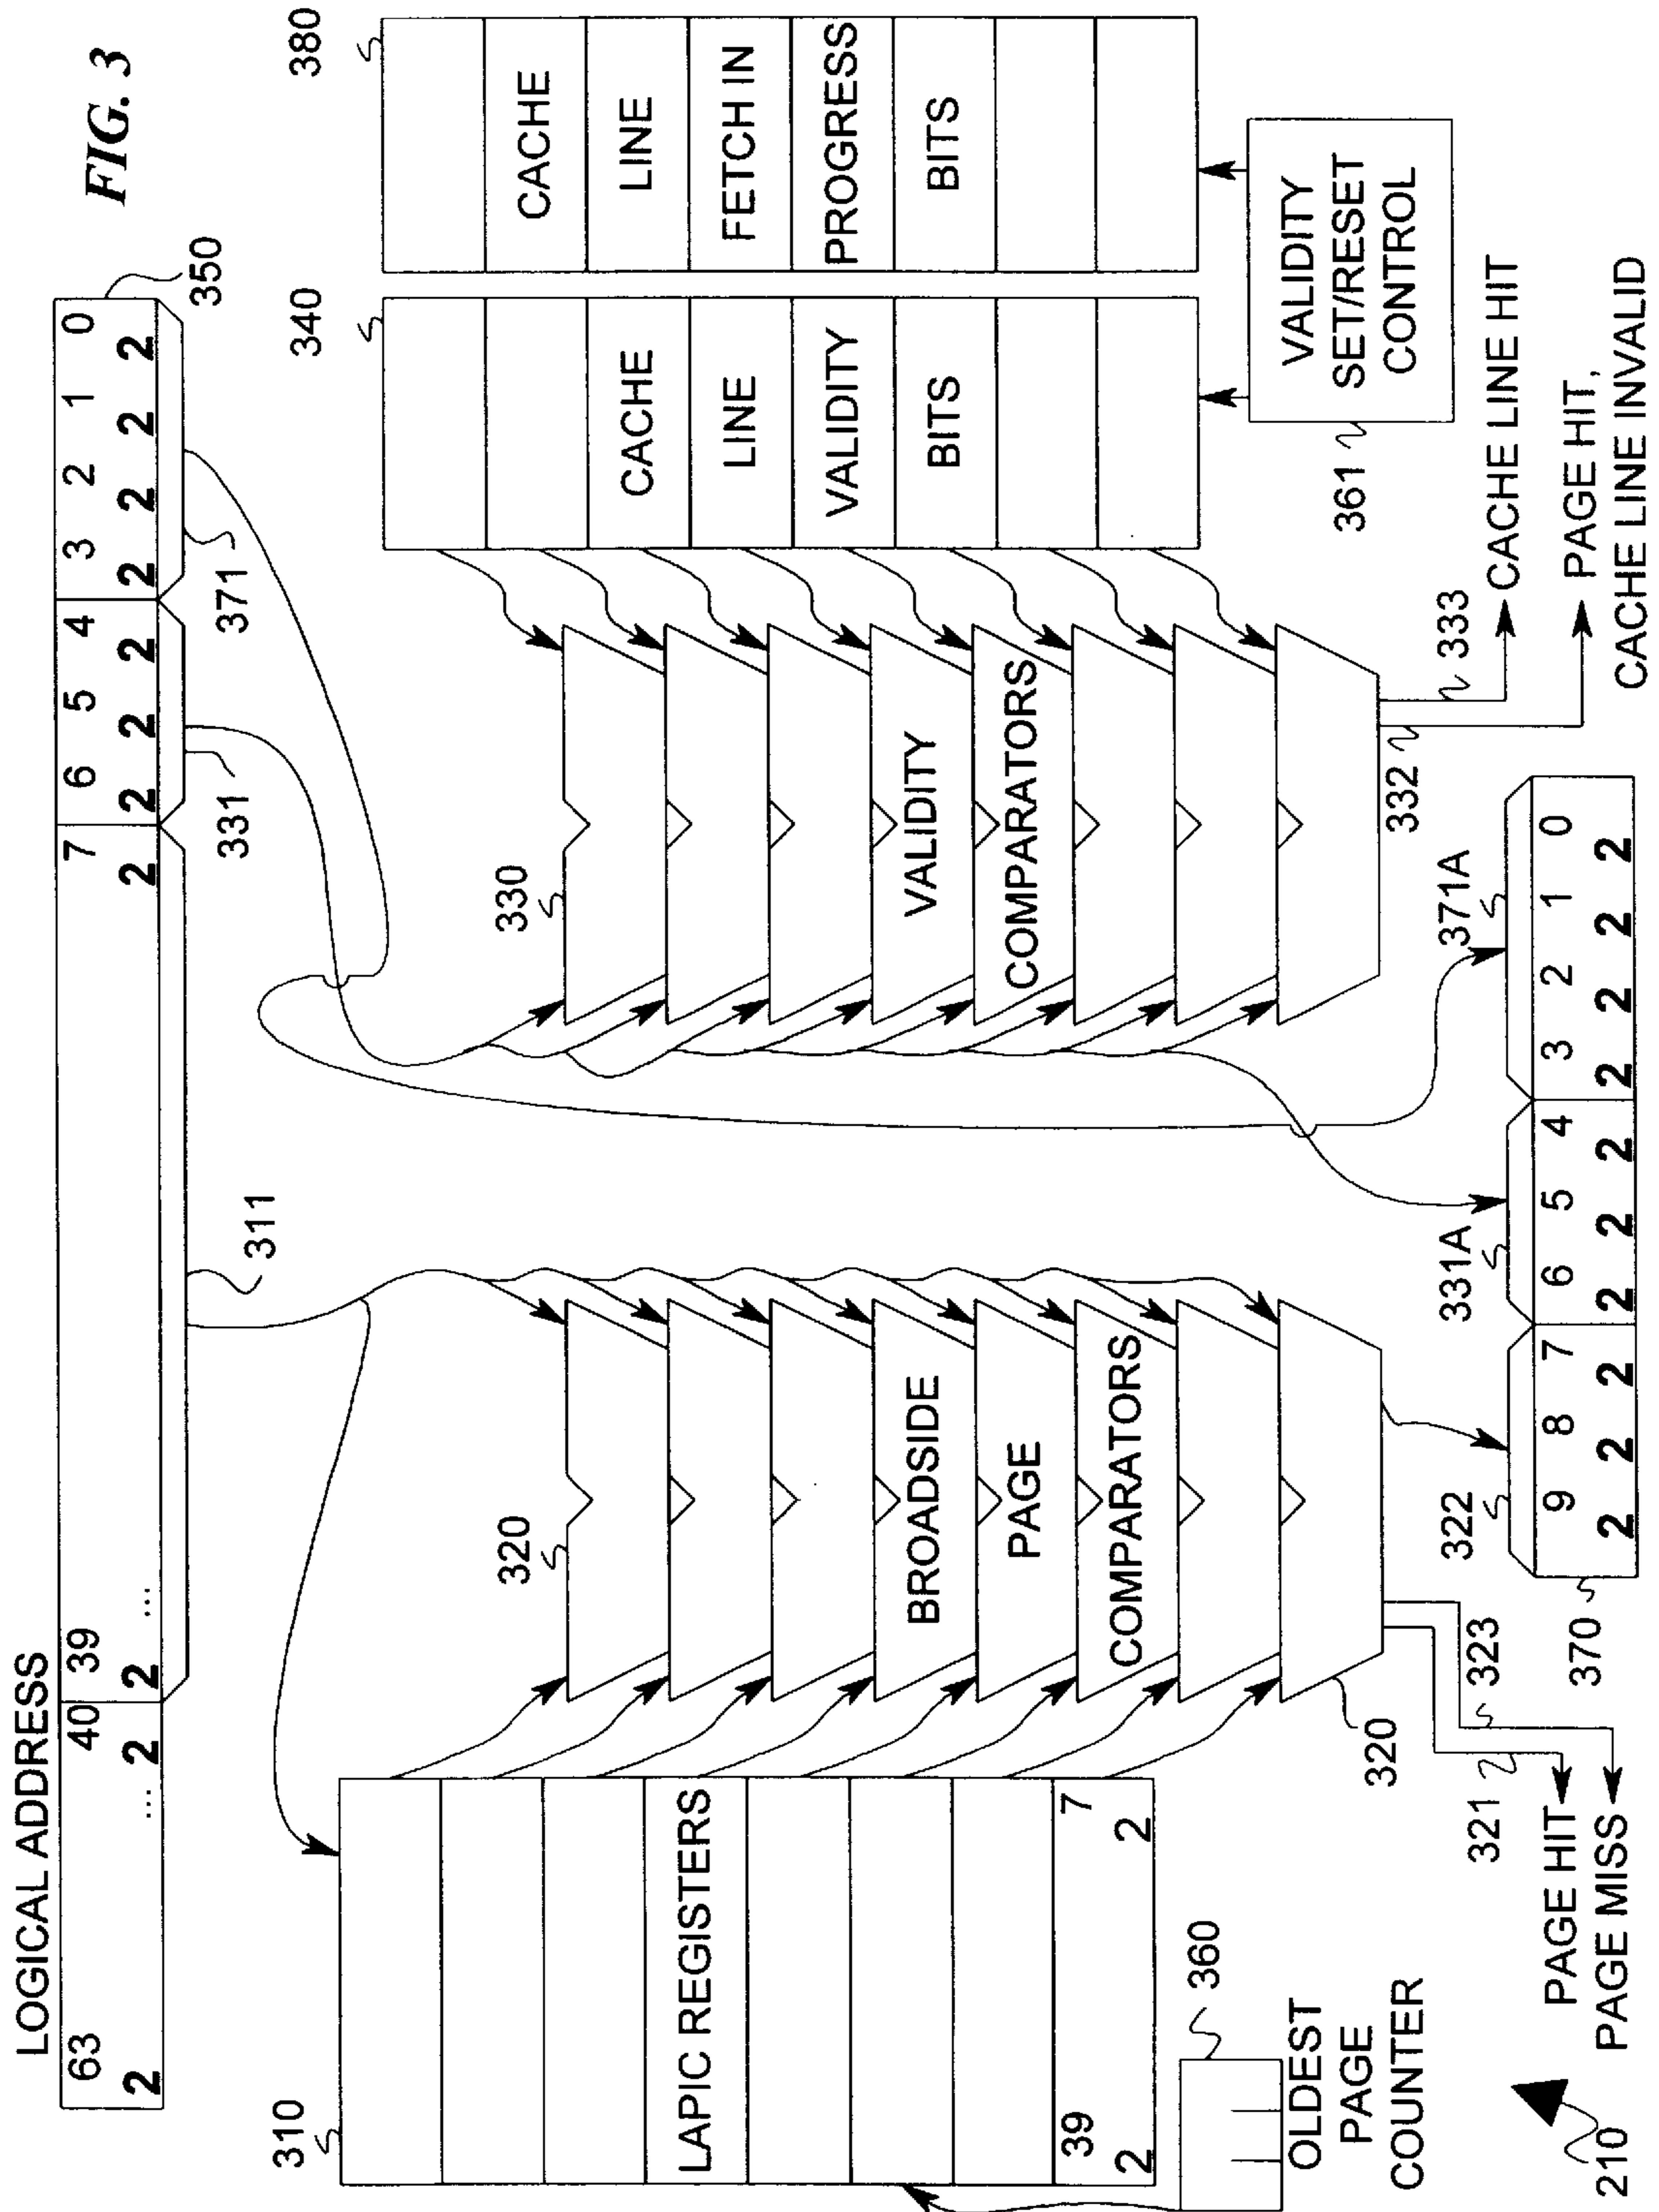 FIG. 3
LOGICAL ADDRESS
63 ... 40 39 ... 7 6 5 4 3 2 1 0
2 2 2 2 2 2 2 2 2 2 2
350
311
331
371
310
LAPIC REGISTERS
39 7
2 2
360
OLDEST
PAGE
COUNTER
320
BROADSIDE
PAGE
COMPARATORS
320
330
VALIDITY
COMPARATORS
340
CACHE
LINE
VALIDITY
BITS
380
CACHE
LINE
FETCH IN
PROGRESS
BITS
361
VALIDITY
SET/RESET
CONTROL
321
323
PAGE HIT
PAGE MISS
322
331A
371A
370
9 8 7 6 5 4 3 2 1 0
2 2 2 2 2 2 2 2 2 2
332
333
CACHE LINE HIT
PAGE HIT,
CACHE LINE INVALID
210